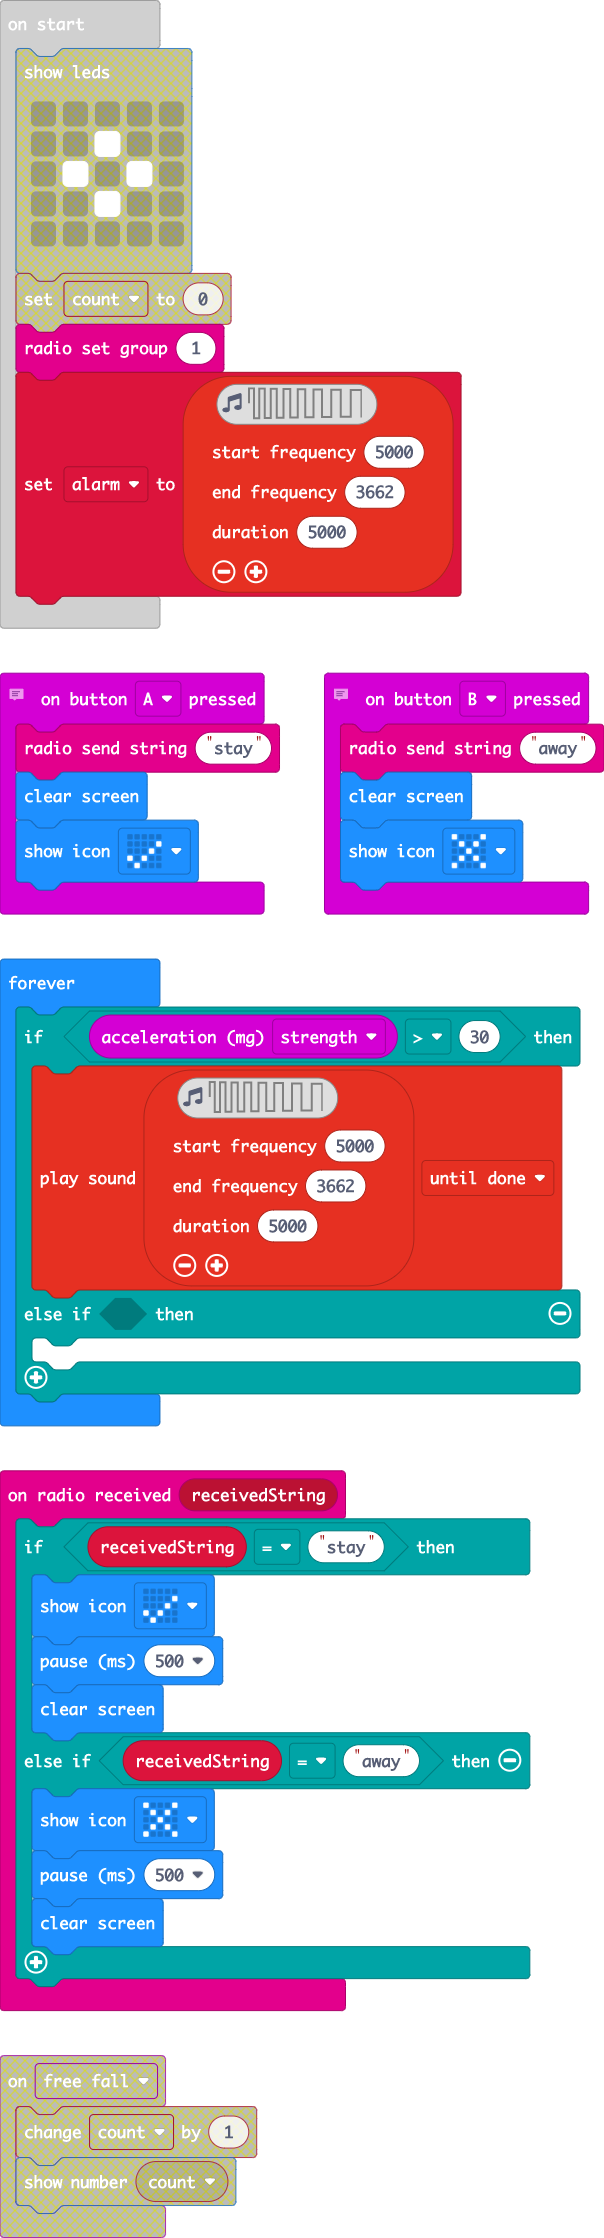 on start
show leds
set count to 0
radio set group 1
set alarm to
start frequency 5000
end frequency 3662
duration 5000
on button A pressed
radio send string "stay"
clear screen
show icon
on button B pressed
radio send string "away"
clear screen
show icon
forever
if acceleration (mg) strength > 30 then
play sound
start frequency 5000
end frequency 3662
duration 5000
until done
else if then
on radio received receivedString
if receivedString = "stay" then
show icon
pause (ms) 500
clear screen
else if receivedString = "away" then
show icon
pause (ms) 500
clear screen
on free fall
change count by 1
show number count